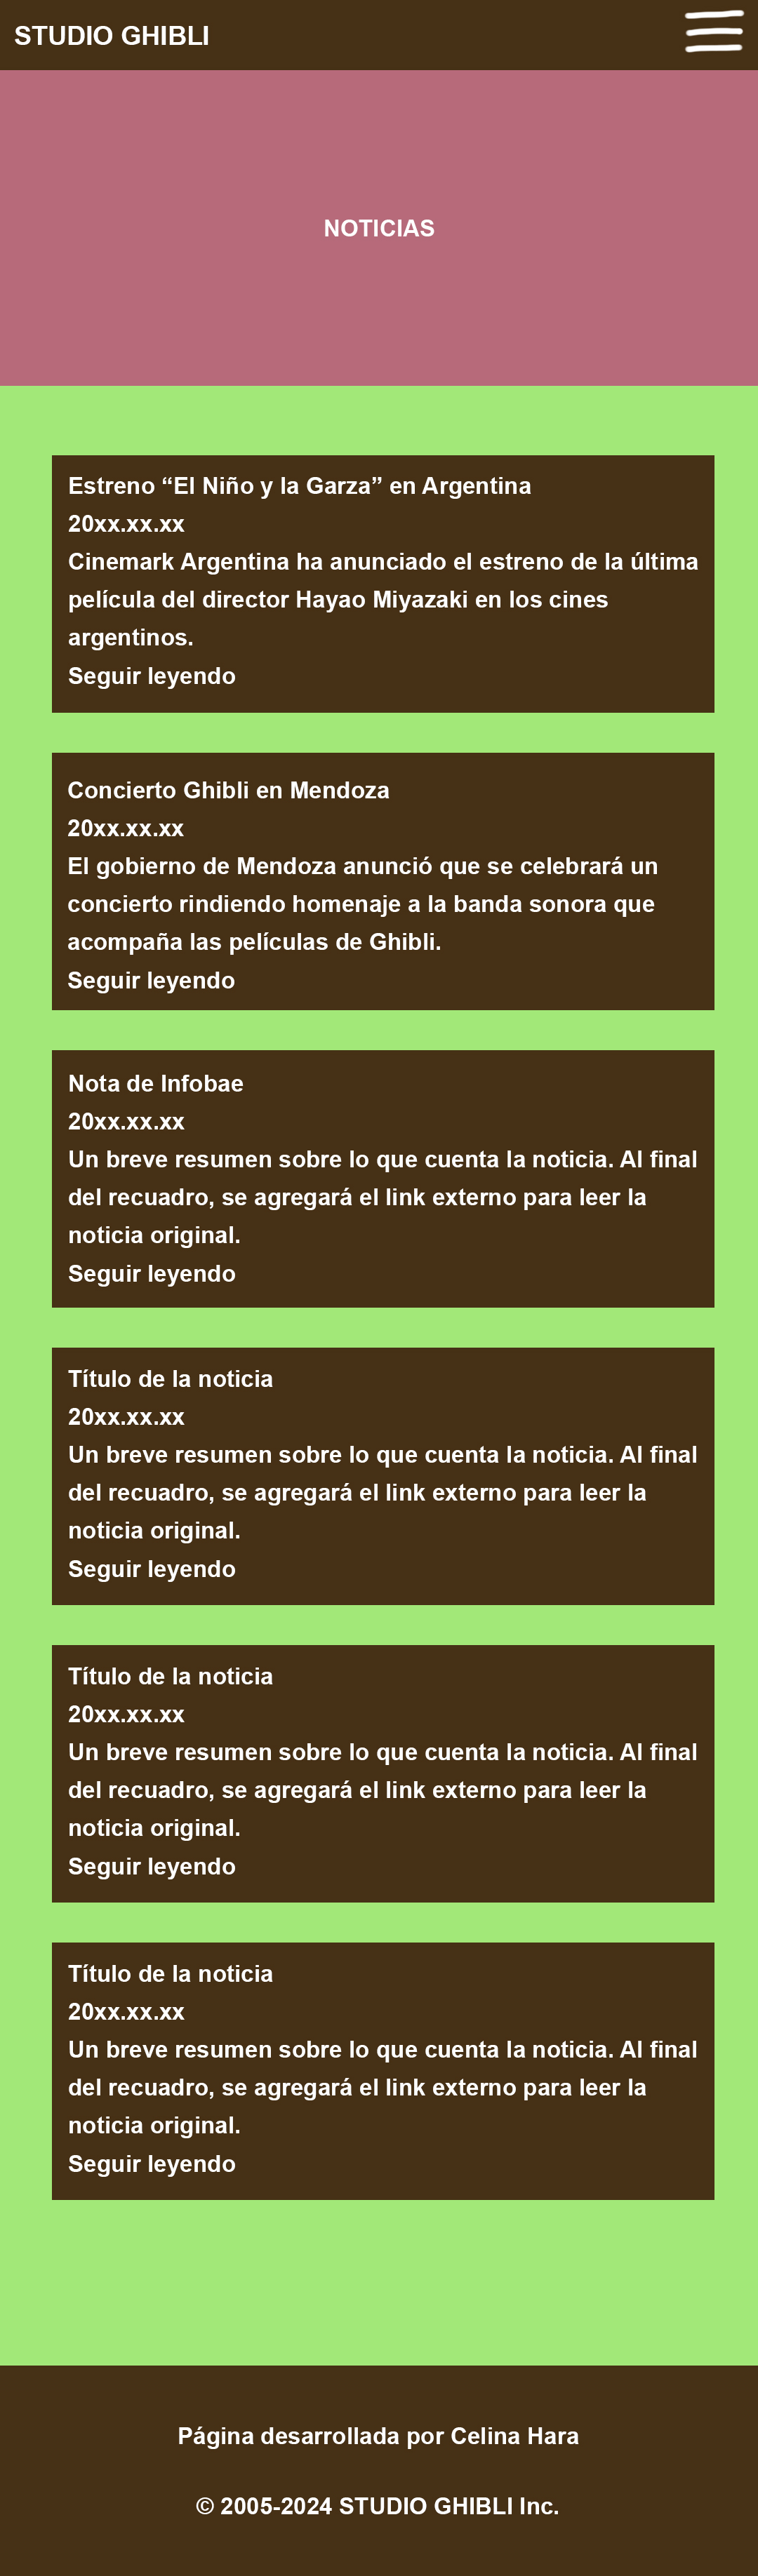 STUDIO GHIBLI
NOTICIAS
Estreno “El Niño y la Garza” en Argentina
20xx.xx.xx
Cinemark Argentina ha anunciado el estreno de la última
película del director Hayao Miyazaki en los cines
argentinos.
Seguir leyendo
Concierto Ghibli en Mendoza
20xx.xx.xx
El gobierno de Mendoza anunció que se celebrará un
concierto rindiendo homenaje a la banda sonora que
acompaña las películas de Ghibli.
Seguir leyendo
Nota de Infobae
20xx.xx.xx
Un breve resumen sobre lo que cuenta la noticia. Al final
del recuadro, se agregará el link externo para leer la
noticia original.
Seguir leyendo
Título de la noticia
20xx.xx.xx
Un breve resumen sobre lo que cuenta la noticia. Al final
del recuadro, se agregará el link externo para leer la
noticia original.
Seguir leyendo
Título de la noticia
20xx.xx.xx
Un breve resumen sobre lo que cuenta la noticia. Al final
del recuadro, se agregará el link externo para leer la
noticia original.
Seguir leyendo
Título de la noticia
20xx.xx.xx
Un breve resumen sobre lo que cuenta la noticia. Al final
del recuadro, se agregará el link externo para leer la
noticia original.
Seguir leyendo
Página desarrollada por Celina Hara
© 2005-2024 STUDIO GHIBLI Inc.